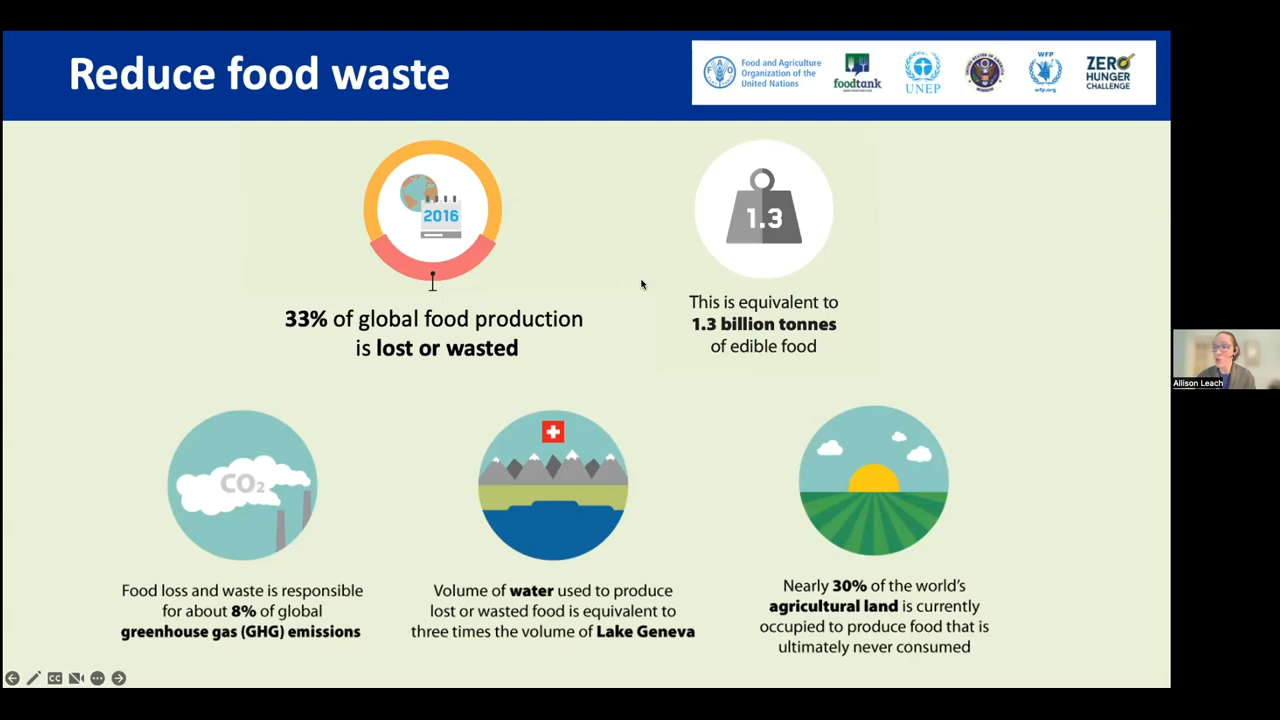 Reduce food waste
Food and Agriculture
Organization of the
United Nations
FAO
foodtank
UNEP
WFP
wfp.org
ZERO
HUNGER
CHALLENGE
2016
33% of global food production
is lost or wasted
1.3
This is equivalent to
1.3 billion tonnes
of edible food
Allison Leach
CO₂
Food loss and waste is responsible
for about 8% of global
greenhouse gas (GHG) emissions
Volume of water used to produce
lost or wasted food is equivalent to
three times the volume of Lake Geneva
Nearly 30% of the world's
agricultural land is currently
occupied to produce food that is
ultimately never consumed
CC